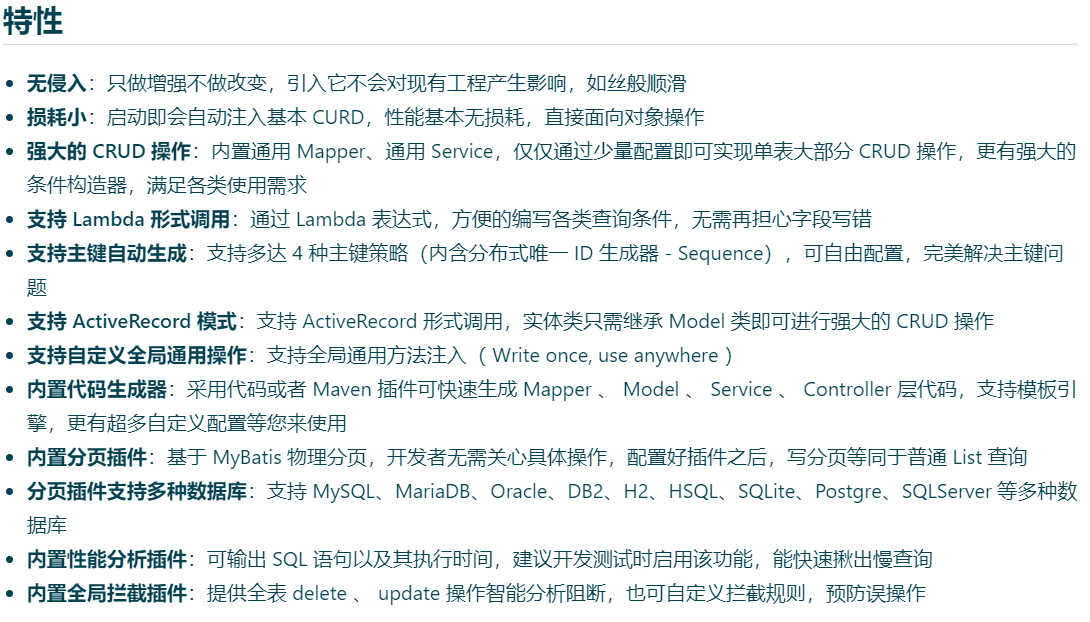 特性
无侵入：只做增强不做改变，引入它不会对现有工程产生影响，如丝般顺滑
损耗小：启动即会自动注入基本 CURD，性能基本无损耗，直接面向对象操作
强大的 CRUD 操作：内置通用 Mapper、通用 Service，仅仅通过少量配置即可实现单表大部分 CRUD 操作，更有强大的
条件构造器，满足各类使用需求
支持 Lambda 形式调用：通过 Lambda 表达式，方便的编写各类查询条件，无需再担心字段写错
支持主键自动生成：支持多达 4 种主键策略（内含分布式唯一 ID 生成器 - Sequence），可自由配置，完美解决主键问
题
支持 ActiveRecord 模式：支持 ActiveRecord 形式调用，实体类只需继承 Model 类即可进行强大的 CRUD 操作
支持自定义全局通用操作：支持全局通用方法注入（ Write once, use anywhere ）
内置代码生成器：采用代码或者 Maven 插件可快速生成 Mapper 、 Model 、 Service 、 Controller 层代码，支持模板引
擎，更有超多自定义配置等您来使用
内置分页插件：基于 MyBatis 物理分页，开发者无需关心具体操作，配置好插件之后，写分页等同于普通 List 查询
分页插件支持多种数据库：支持 MySQL、MariaDB、Oracle、DB2、H2、HSQL、SQLite、Postgre、SQLServer 等多种数
据库
内置性能分析插件：可输出 SQL 语句以及其执行时间，建议开发测试时启用该功能，能快速揪出慢查询
内置全局拦截插件：提供全表 delete 、 update 操作智能分析阻断，也可自定义拦截规则，预防误操作